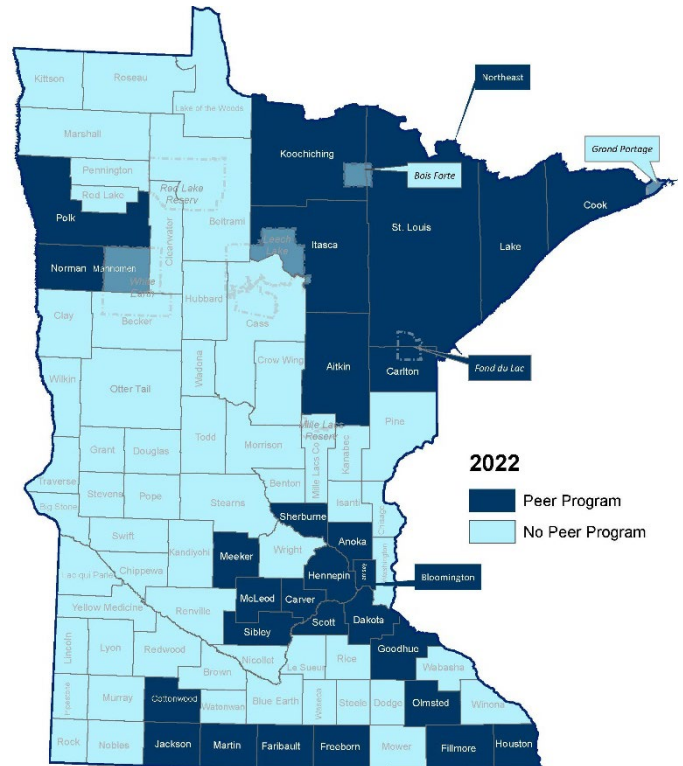 Kittson
Roseau
Lake of the Woods
Northeast
Marshall
Koochiching
Grand Portage
Pennington
Red Lake
Red Lake
Reserv
Bois Forte
Polk
Beltrami
St. Louis
Cook
Clearwater
Leech
Lake
Itasca
Lake
Norman
Mahnomen
White
Earth
Hubbard
Cass
Clay
Becker
Fond du Lac
Wadena
Crow Wing
Aitkin
Carlton
Wilkin
Otter Tail
Mille Lacs
Reserv
Pine
Todd
Morrison
Mille Lacs Co
Kanabec
Grant
Douglas
2022
Traverse
Benton
Peer Program
Big Stone
Stevens
Pope
Stearns
Isanti
Chisago
Sherburne
No Peer Program
Swift
Anoka
Kandiyohi
Meeker
Wright
Washington
Lac qui Parle
Chippewa
Hennepin
Ramsey
Bloomington
McLeod
Carver
Yellow Medicine
Renville
Scott
Dakota
Sibley
Lincoln
Lyon
Redwood
Goodhue
Nicollet
Le Sueur
Rice
Wabasha
Brown
Pipestone
Murray
Cottonwood
Watonwan
Blue Earth
Waseca
Steele
Dodge
Olmsted
Winona
Rock
Nobles
Jackson
Martin
Faribault
Freeborn
Mower
Fillmore
Houston